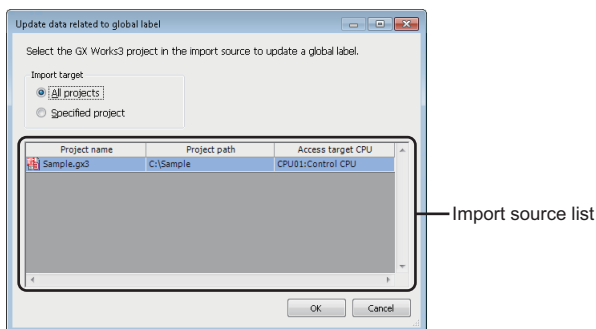 Update data related to global label
Select the GX Works3 project in the import source to update a global label.
Import target
All projects
Specified project
Project name Project path Access target CPU
Sample.gx3 C:\Sample CPU01:Control CPU
Import source list
OK Cancel